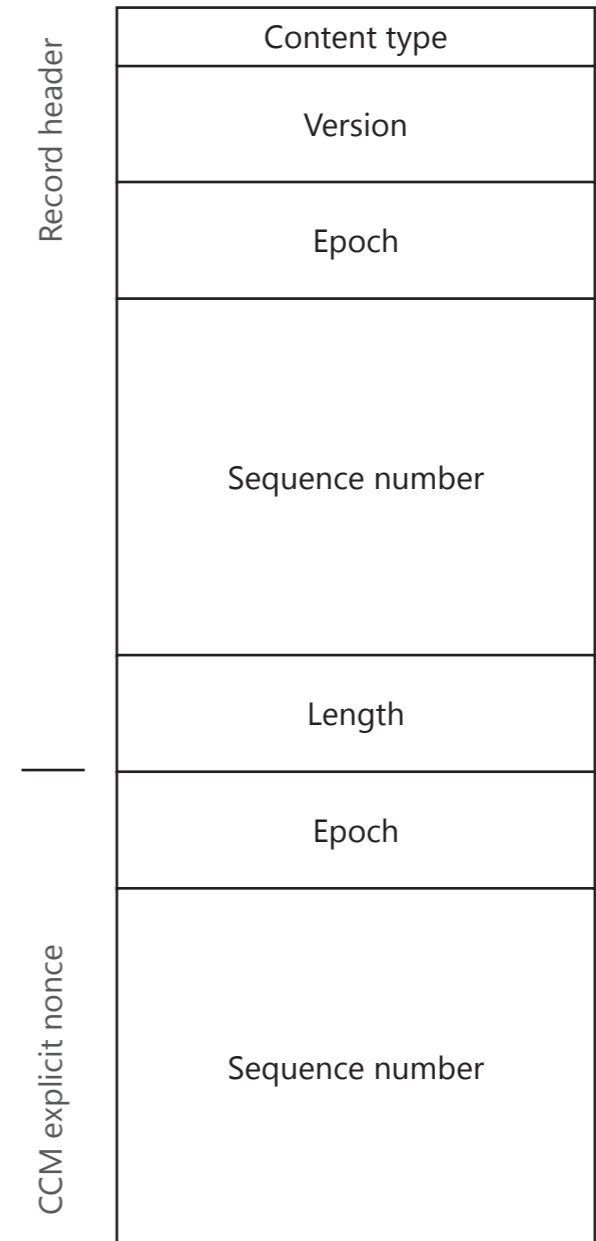 Record header
Content type
Version
Epoch
Sequence number
Length
CCM explicit nonce
Epoch
Sequence number